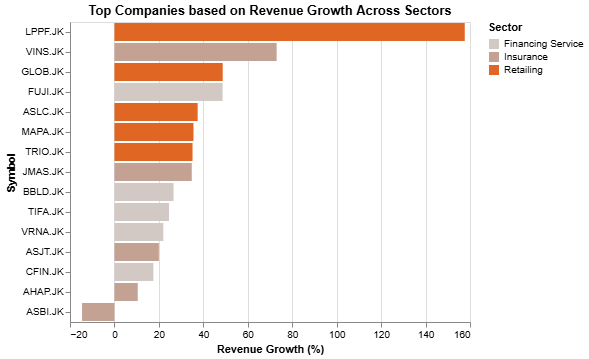 Top Companies based on Revenue Growth Across Sectors
Sector
Financing Service
Insurance
Retailing
Symbol
LPPF.JK
VINS.JK
GLOB.JK
FUJI.JK
ASLC.JK
MAPA.JK
TRIO.JK
JMAS.JK
BBLD.JK
TIFA.JK
VRNA.JK
ASJT.JK
CFIN.JK
AHAP.JK
ASBI.JK
−20 0 20 40 60 80 100 120 140 160
Revenue Growth (%)